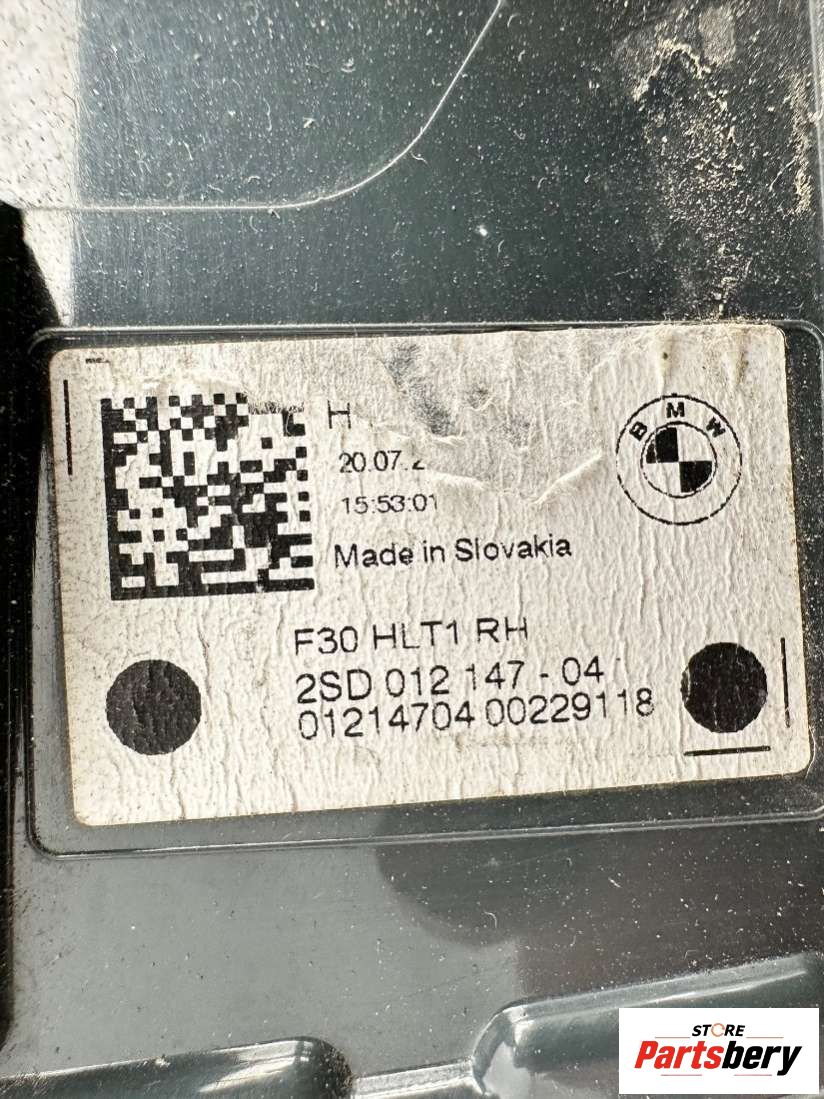 H
20.07.2
15:53:01
BMW
Made in Slovakia
F30 HLT1 RH
2SD 012 147 - 04
01214704 00229118
STORE
Partsbery